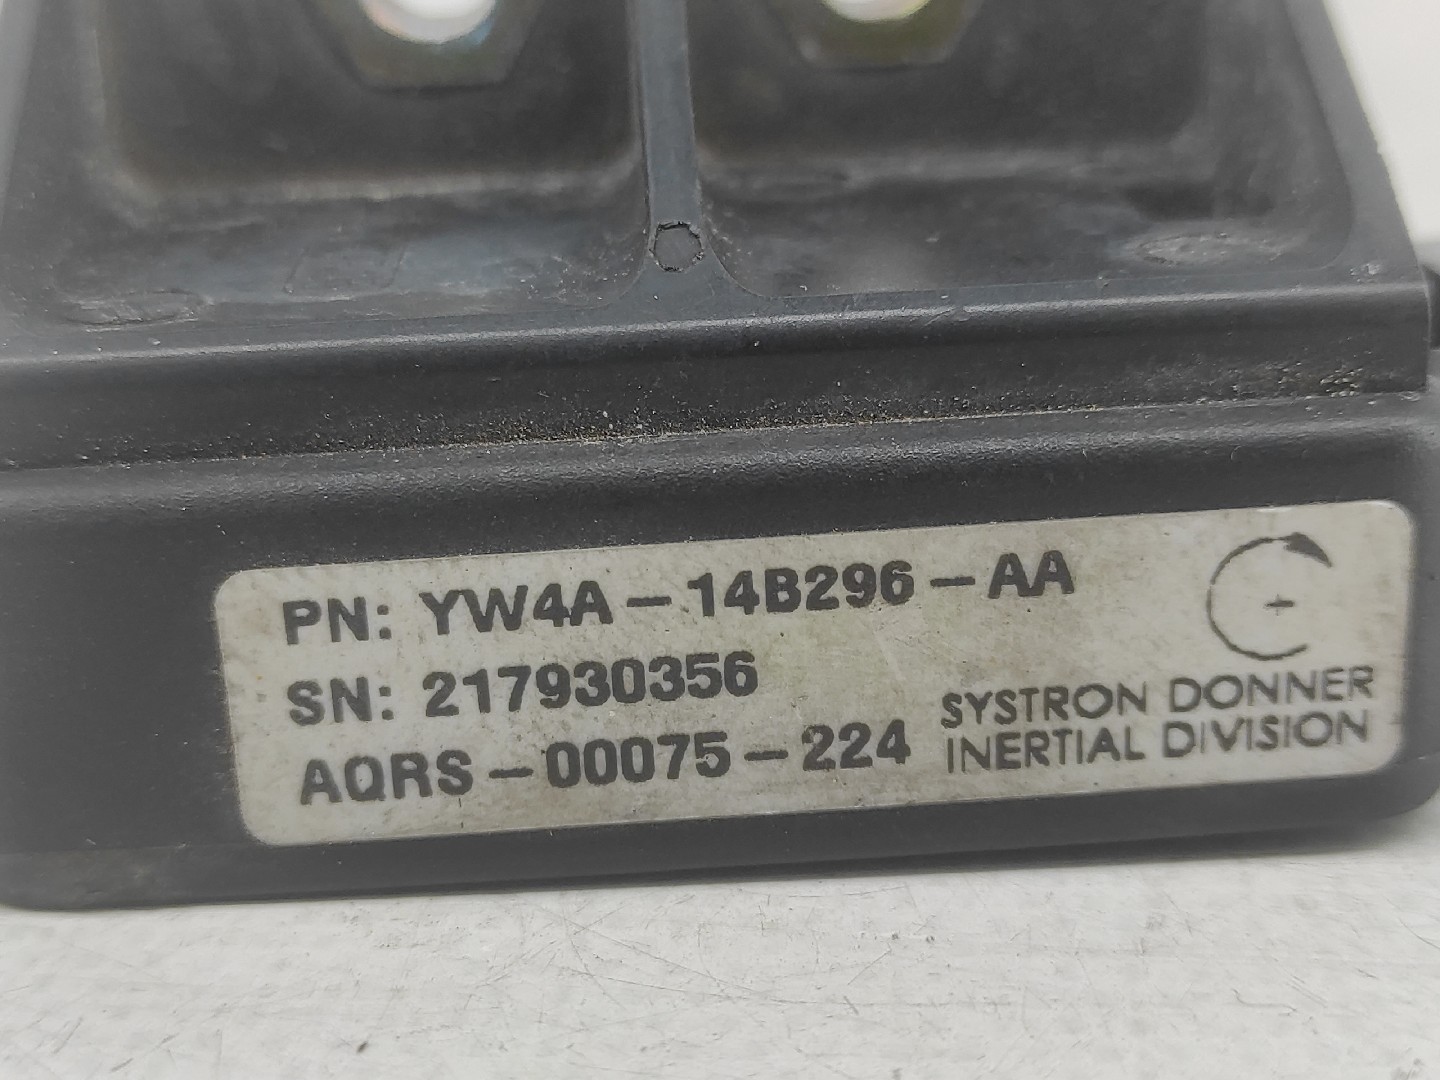 PN: YW4A-14B296-AA
SN: 217930356
AQRS-00075-224
SYSTRON DONNER
INERTIAL DIVISION